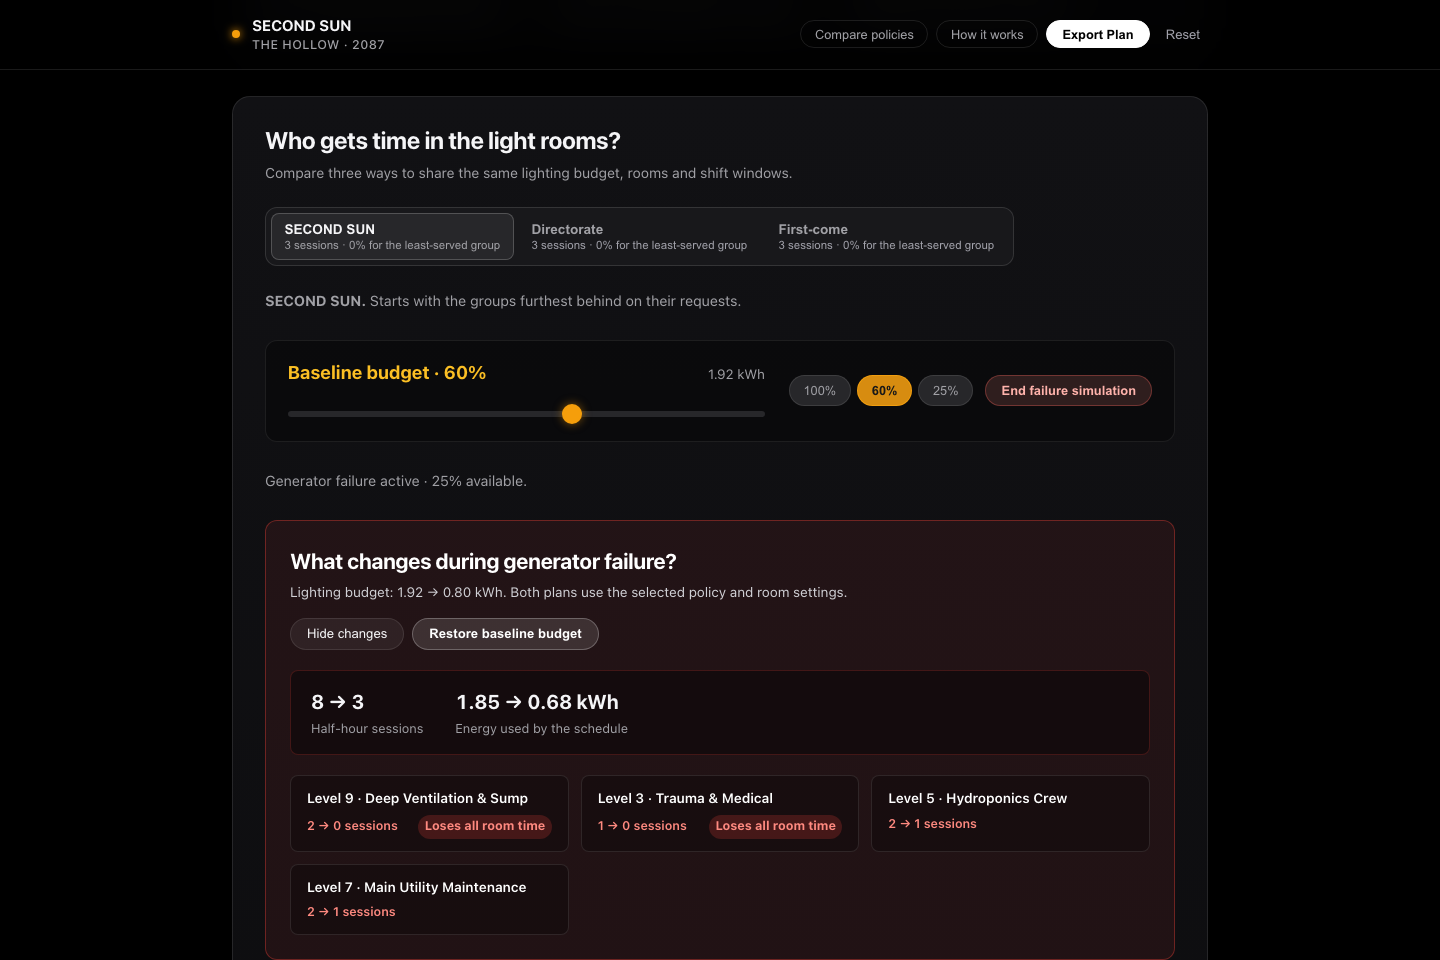 SECOND SUN
THE HOLLOW · 2087
Compare policies
How it works
Export Plan
Reset
Who gets time in the light rooms?
Compare three ways to share the same lighting budget, rooms and shift windows.
SECOND SUN
3 sessions · 0% for the least-served group
Directorate
3 sessions · 0% for the least-served group
First-come
3 sessions · 0% for the least-served group
SECOND SUN. Starts with the groups furthest behind on their requests.
Baseline budget · 60%
1.92 kWh
100%
60%
25%
End failure simulation
Generator failure active · 25% available.
What changes during generator failure?
Lighting budget: 1.92 → 0.80 kWh. Both plans use the selected policy and room settings.
Hide changes
Restore baseline budget
8 → 3
Half-hour sessions
1.85 → 0.68 kWh
Energy used by the schedule
Level 9 · Deep Ventilation & Sump
2 → 0 sessions
Loses all room time
Level 3 · Trauma & Medical
1 → 0 sessions
Loses all room time
Level 5 · Hydroponics Crew
2 → 1 sessions
Level 7 · Main Utility Maintenance
2 → 1 sessions